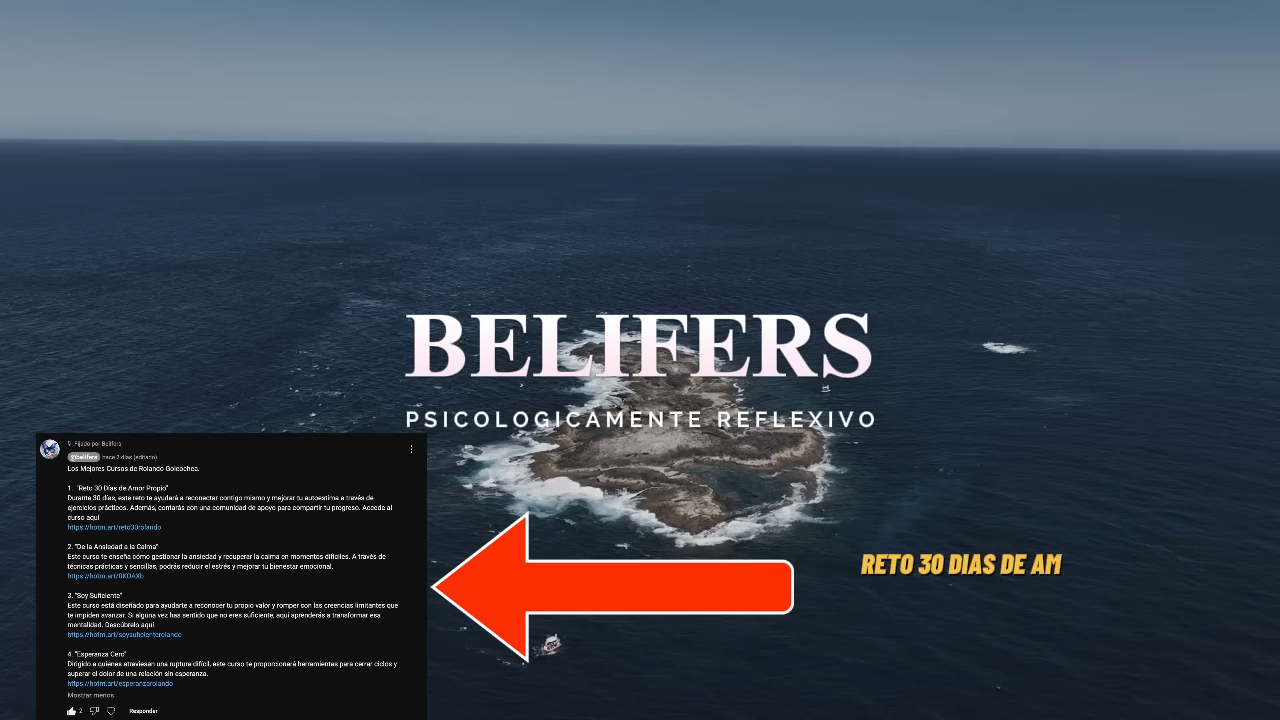 BELIFERS
PSICOLOGICAMENTE REFLEXIVO
Fijado por Belifers
@belifers hace 2 días (editado)
Los Mejores Cursos de Rolando Goicochea.
1. "Reto 30 Días de Amor Propio"
Durante 30 días, este reto te ayudará a reconectar contigo mismo y mejorar tu autoestima a través de
ejercicios prácticos. Además, contarás con una comunidad de apoyo para compartir tu progreso. Accede al
curso aquí
https://hotm.art/reto30rolando
2. "De la Ansiedad a la Calma"
Este curso te enseña cómo gestionar la ansiedad y recuperar la calma en momentos difíciles. A través de
técnicas prácticas y sencillas, podrás reducir el estrés y mejorar tu bienestar emocional.
https://hotm.art/0KOAXb
3. "Soy Suficiente"
Este curso está diseñado para ayudarte a reconocer tu propio valor y romper con las creencias limitantes que
te impiden avanzar. Si alguna vez has sentido que no eres suficiente, aquí aprenderás a transformar esa
mentalidad. Descúbrelo aquí
https://hotm.art/soysuficienterolando
4. "Esperanza Cero"
Dirigido a quienes atraviesan una ruptura difícil, este curso te proporcionará herramientas para cerrar ciclos y
superar el dolor de una relación sin esperanza.
https://hotm.art/esperanzarolando
Mostrar menos
2 Responder
RETO 30 DIAS DE AM